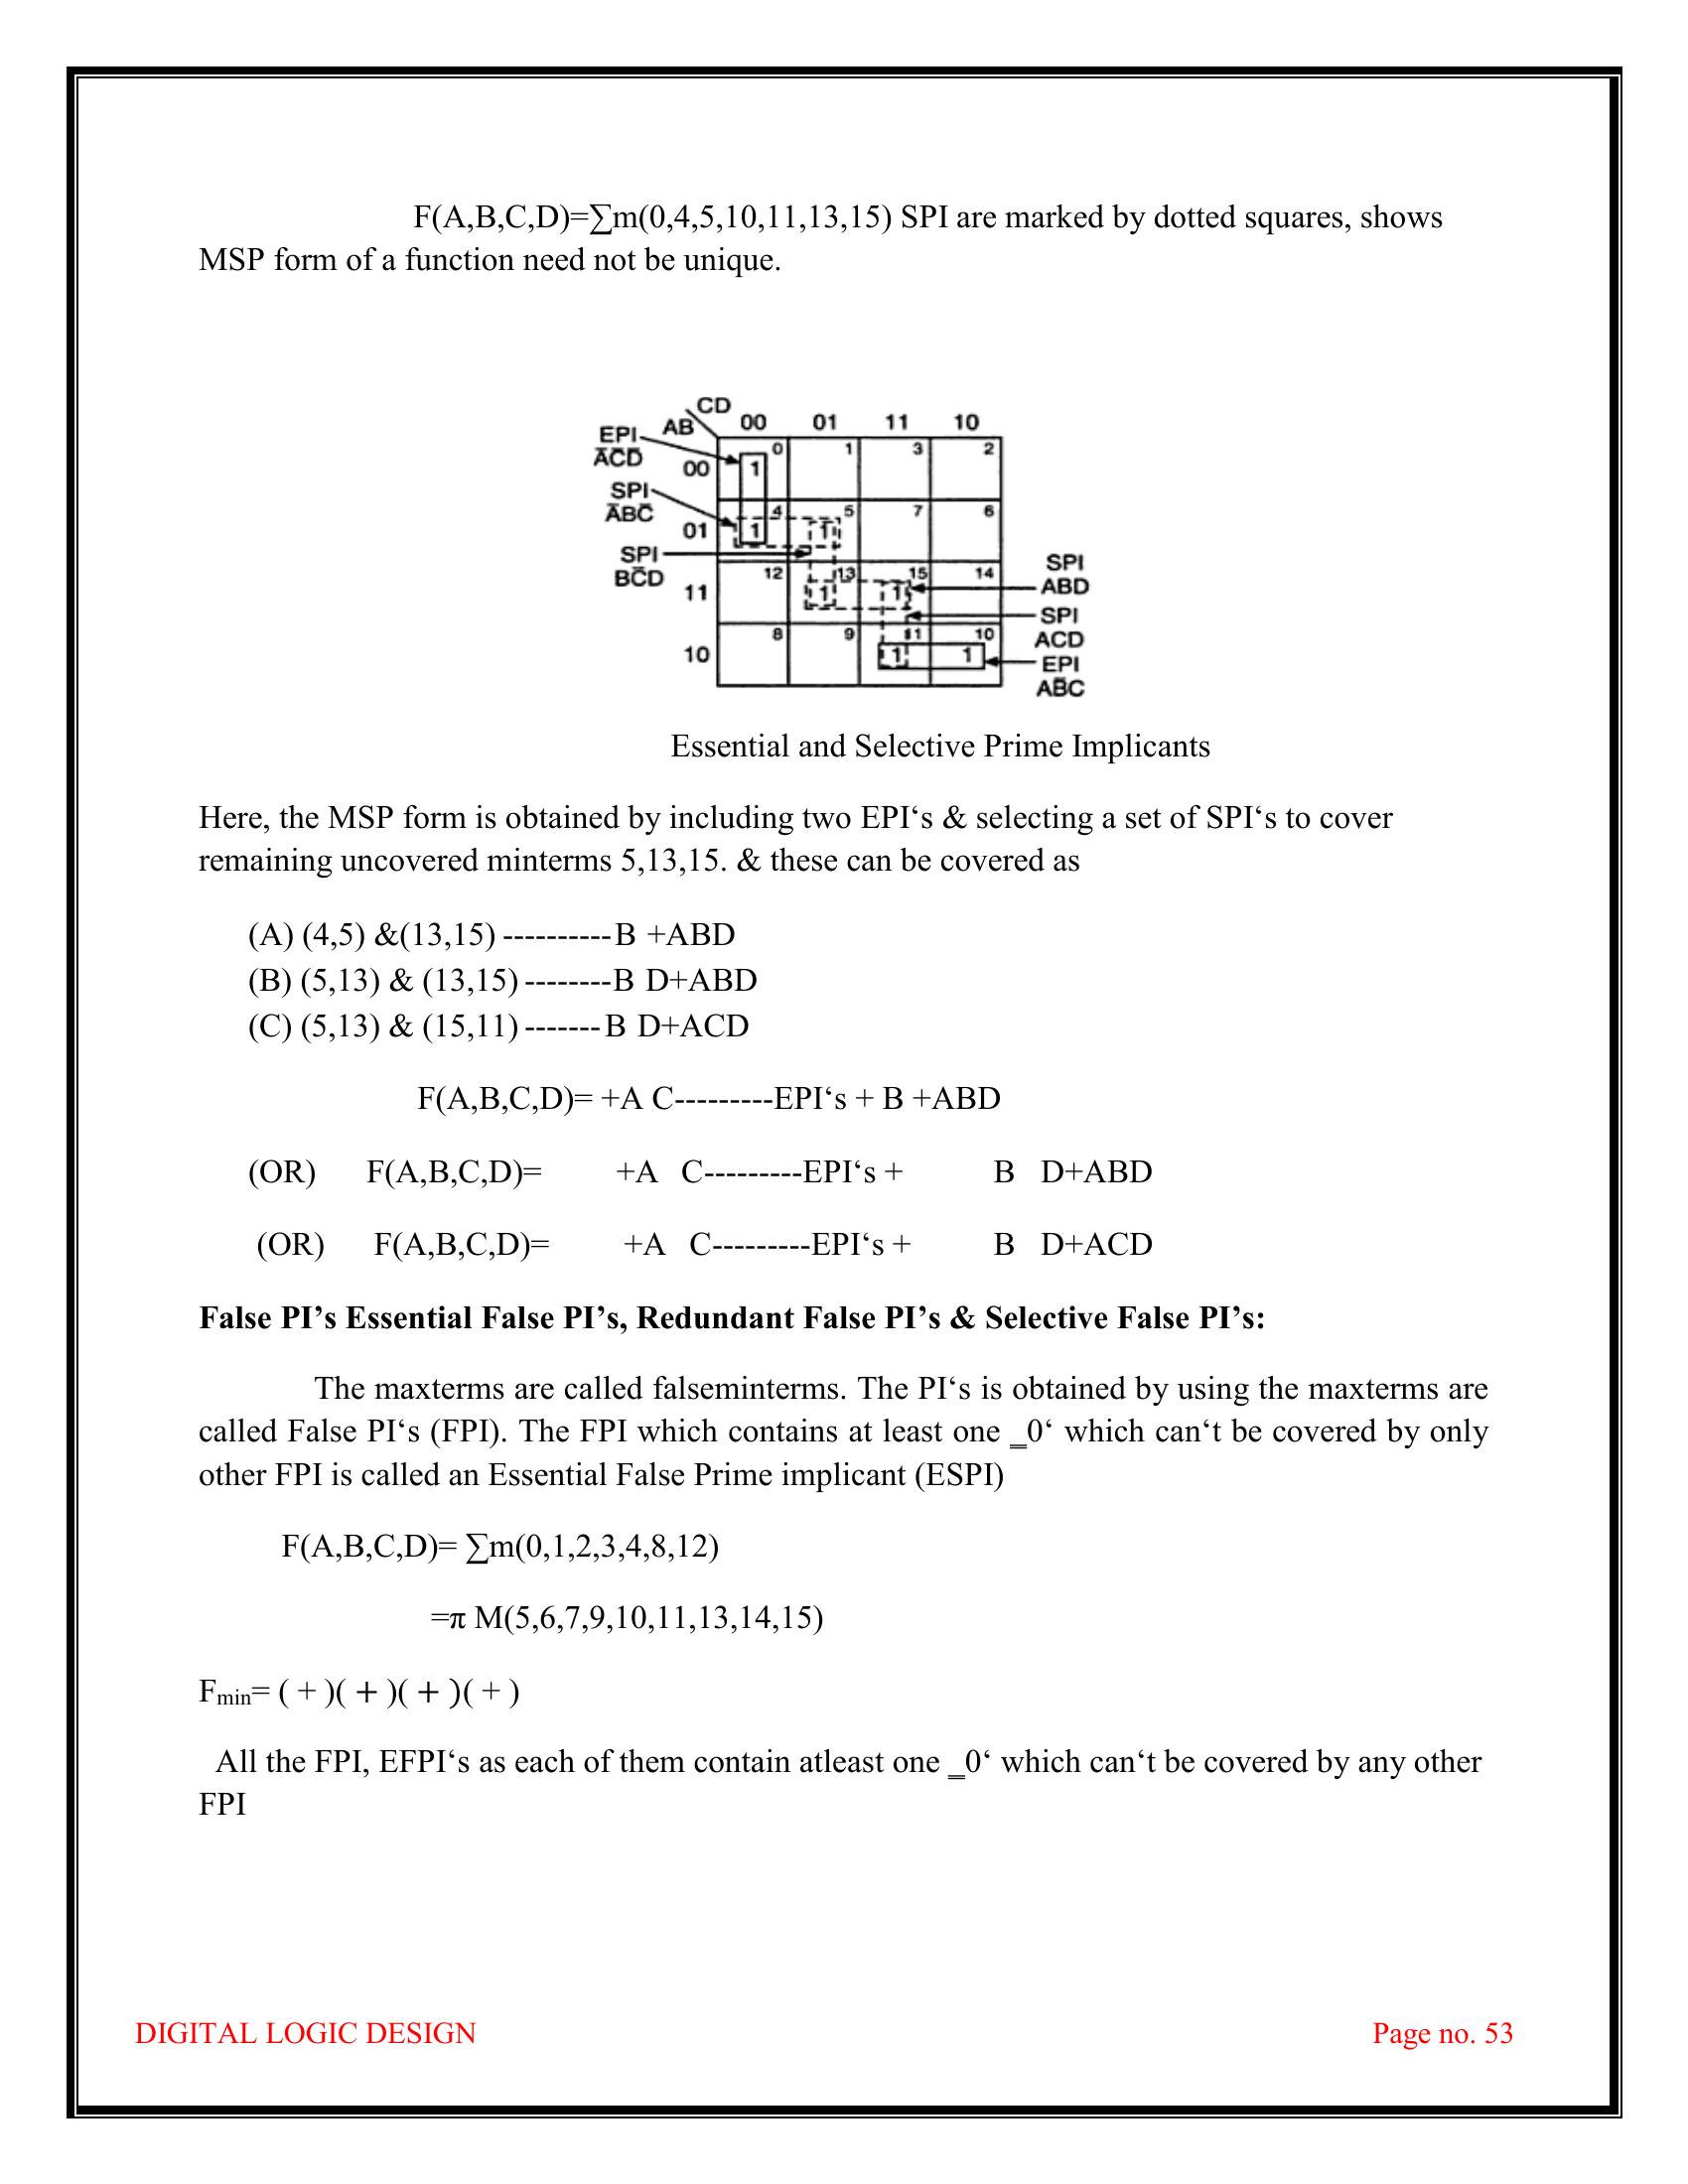 F(A,B,C,D)=∑m(0,4,5,10,11,13,15) SPI are marked by dotted squares, shows
MSP form of a function need not be unique.
CD
AB 00 01 11 10
EPI
A̅C̅D̅
00 1 0 1 3 2
SPI
A̅BC̅
01 1 4 1 5 7 6
SPI
BC̅D
11 12 1 13 1 15 14
SPI
ABD
SPI
ACD
10 8 9 1 11 1 10
EPI
AB̅C
Essential and Selective Prime Implicants
Here, the MSP form is obtained by including two EPI‘s & selecting a set of SPI‘s to cover
remaining uncovered minterms 5,13,15. & these can be covered as
(A) (4,5) &(13,15) ----------B +ABD
(B) (5,13) & (13,15) --------B D+ABD
(C) (5,13) & (15,11) -------B D+ACD
F(A,B,C,D)= +A C---------EPI‘s + B +ABD
(OR) F(A,B,C,D)= +A C---------EPI‘s + B D+ABD
(OR) F(A,B,C,D)= +A C---------EPI‘s + B D+ACD
False PI’s Essential False PI’s, Redundant False PI’s & Selective False PI’s:
The maxterms are called falseminterms. The PI‘s is obtained by using the maxterms are
called False PI‘s (FPI). The FPI which contains at least one ‗0‘ which can‘t be covered by only
other FPI is called an Essential False Prime implicant (ESPI)
F(A,B,C,D)= ∑m(0,1,2,3,4,8,12)
=π M(5,6,7,9,10,11,13,14,15)
Fmin= ( + )( + )( + )( + )
All the FPI, EFPI‘s as each of them contain atleast one ‗0‘ which can‘t be covered by any other
FPI
DIGITAL LOGIC DESIGN Page no. 53